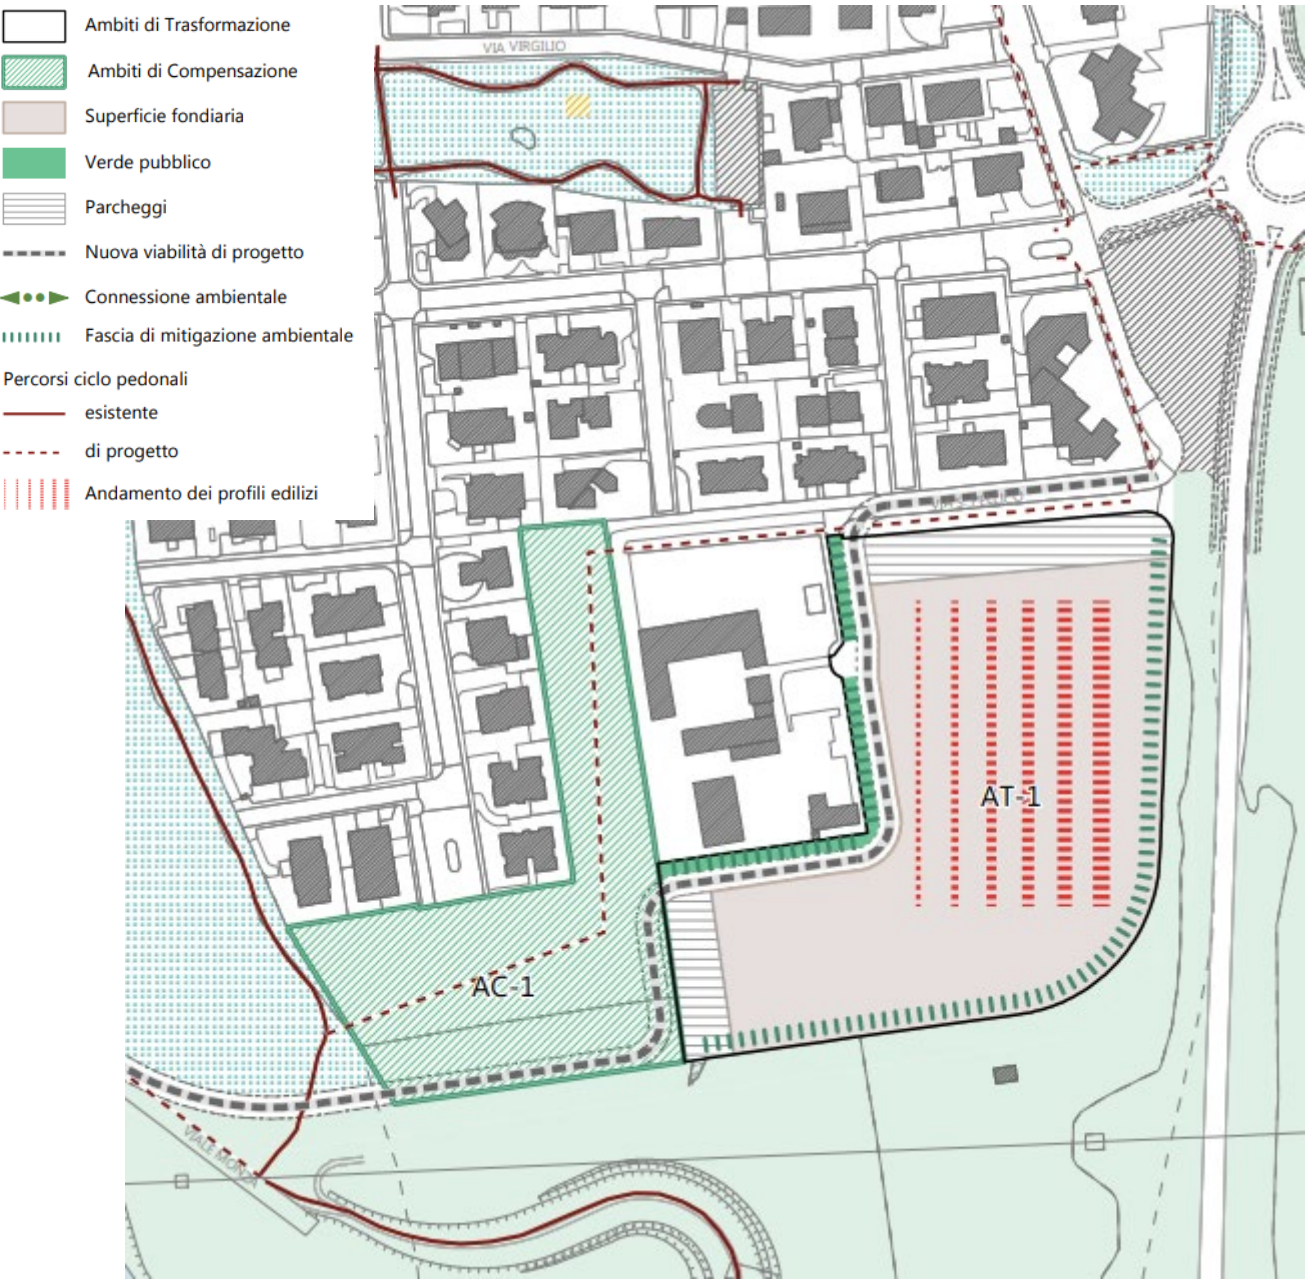 Ambiti di Trasformazione
Ambiti di Compensazione
Superficie fondiaria
Verde pubblico
Parcheggi
Nuova viabilità di progetto
Connessione ambientale
Fascia di mitigazione ambientale
Percorsi ciclo pedonali
esistente
di progetto
Andamento dei profili edilizi
VIA VIRGILIO
AT-1
AC-1
VIALE MONZA